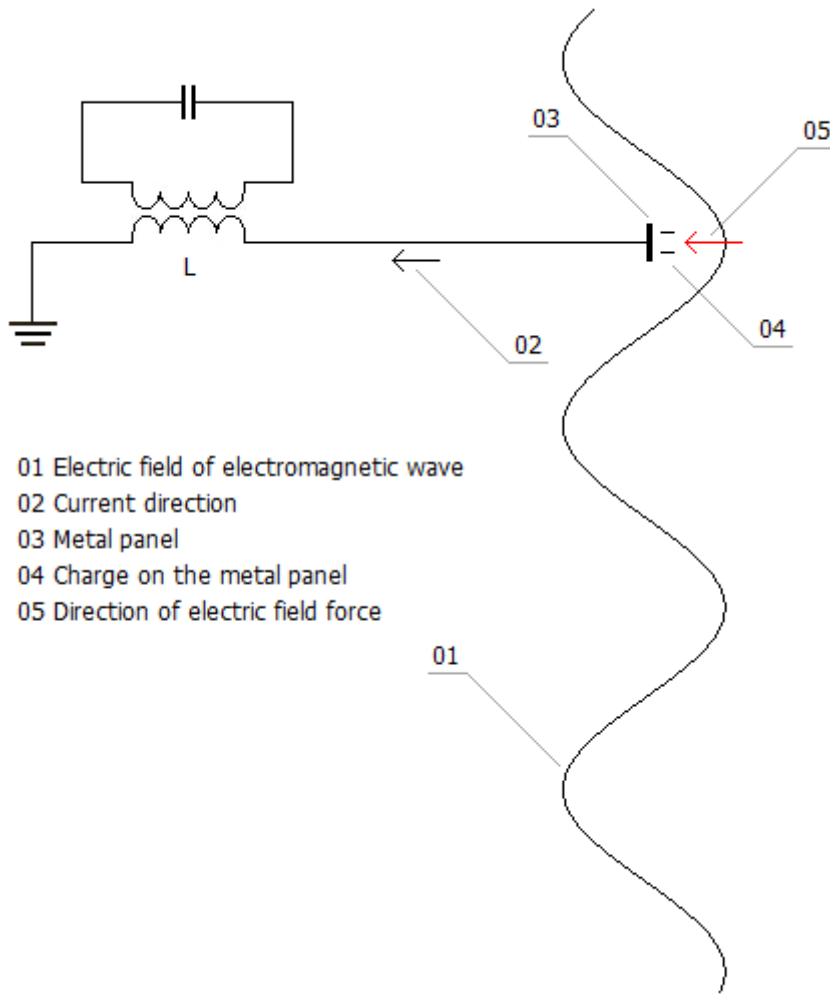 03
05
L
02
04
01 Electric field of electromagnetic wave
02 Current direction
03 Metal panel
04 Charge on the metal panel
05 Direction of electric field force
01